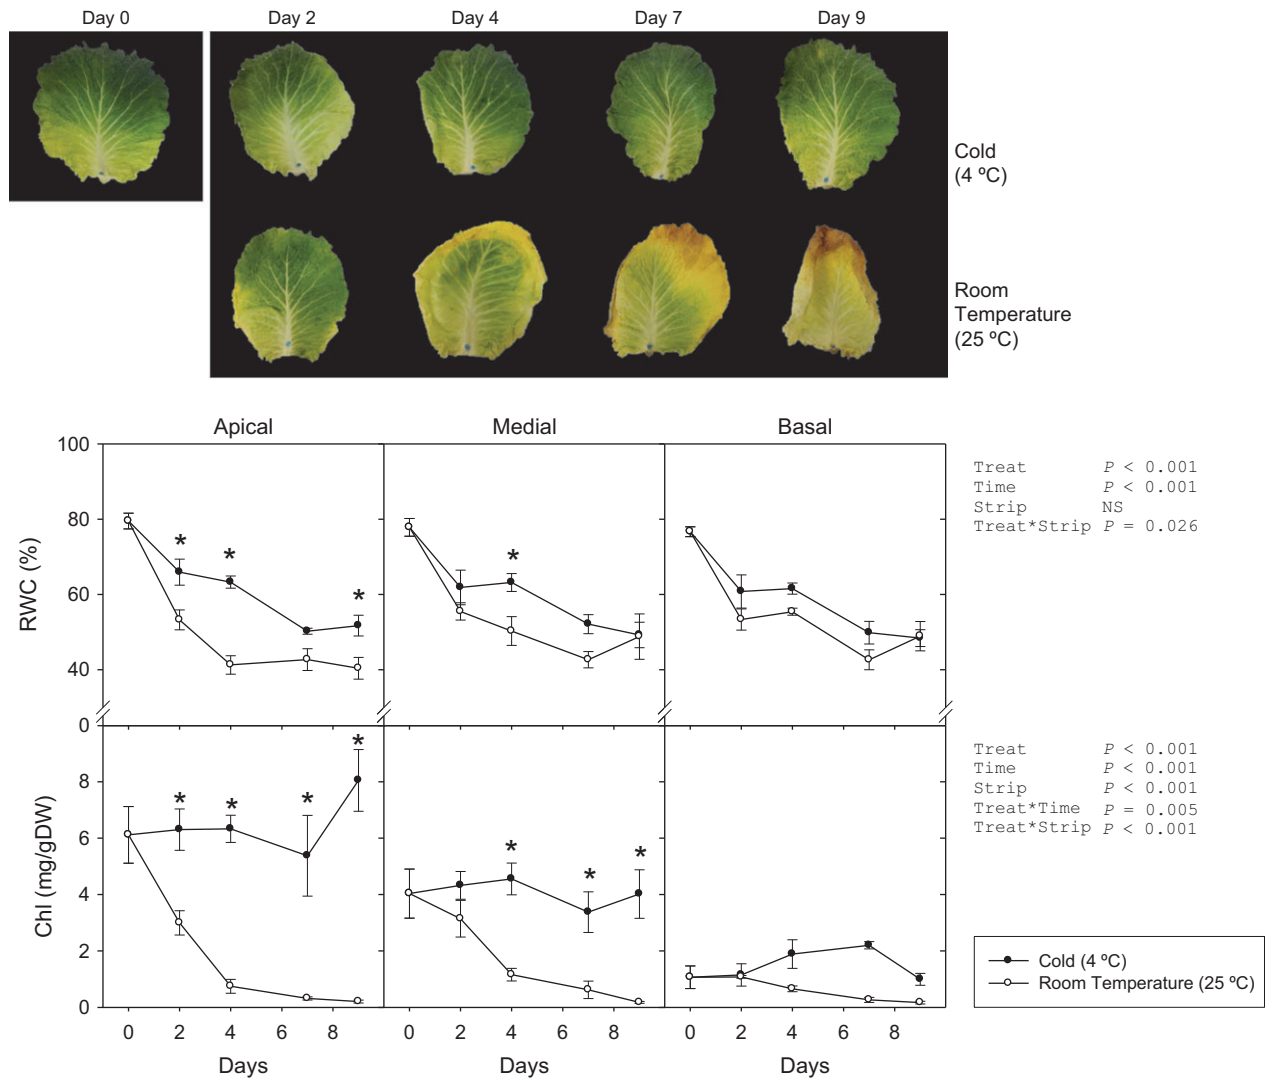 Day 0 Day 2 Day 4 Day 7 Day 9
Cold
(4 ºC)
Room
Temperature
(25 ºC)
Apical Medial Basal
100
80
60
40
RWC (%)
* * *
*
Treat P < 0.001
Time P < 0.001
Strip NS
Treat*Strip P = 0.026
0
8
6
4
2
0
Chl (mg/gDW)
* * * *
* * *
Treat P < 0.001
Time P < 0.001
Strip P < 0.001
Treat*Time P = 0.005
Treat*Strip P < 0.001
Cold (4 ºC)
Room Temperature (25 ºC)
0 2 4 6 8 0 2 4 6 8 0 2 4 6 8
Days Days Days